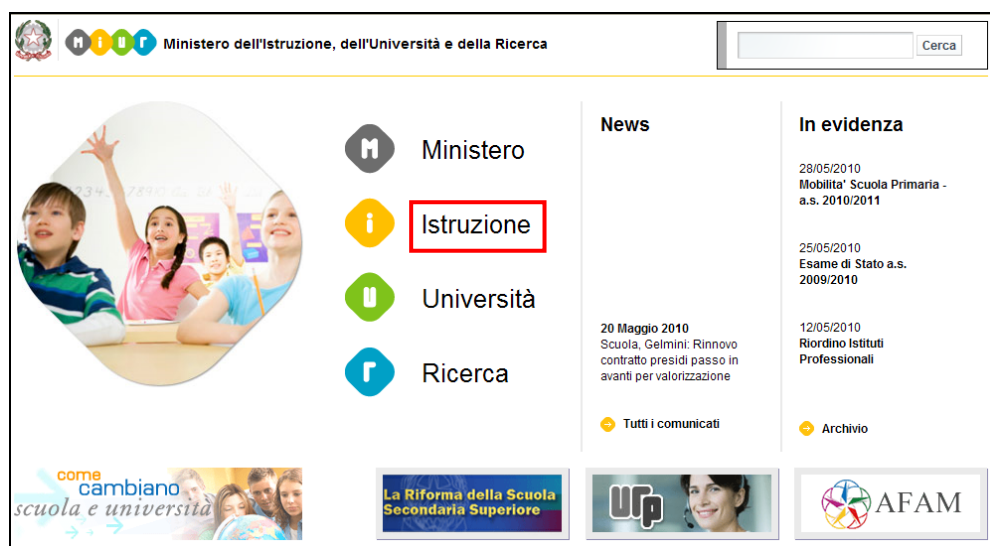 miur Ministero dell'Istruzione, dell'Università e della Ricerca
Cerca
m Ministero
i Istruzione
u Università
r Ricerca
News
20 Maggio 2010
Scuola, Gelmini: Rinnovo
contratto presidi passo in
avanti per valorizzazione
Tutti i comunicati
In evidenza
28/05/2010
Mobilita' Scuola Primaria -
a.s. 2010/2011
25/05/2010
Esame di Stato a.s.
2009/2010
12/05/2010
Riordino Istituti
Professionali
Archivio
come
cambiano
scuola e università
La Riforma della Scuola
Secondaria Superiore
urp
AFAM